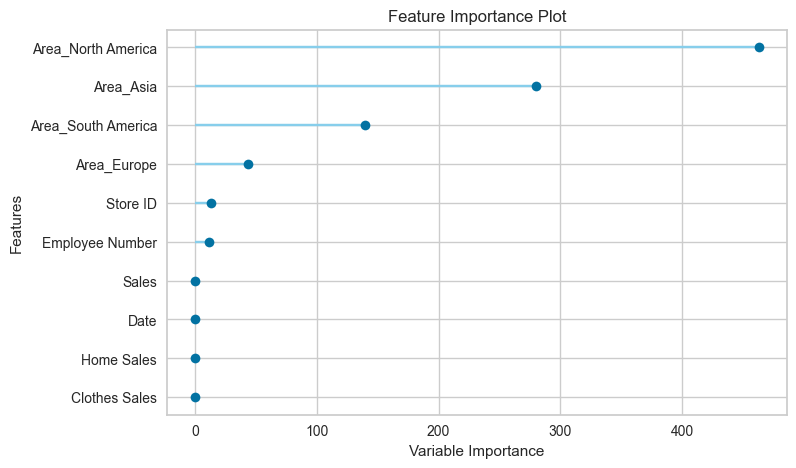 Feature Importance Plot
Features
Area_North America
Area_Asia
Area_South America
Area_Europe
Store ID
Employee Number
Sales
Date
Home Sales
Clothes Sales
0 100 200 300 400
Variable Importance